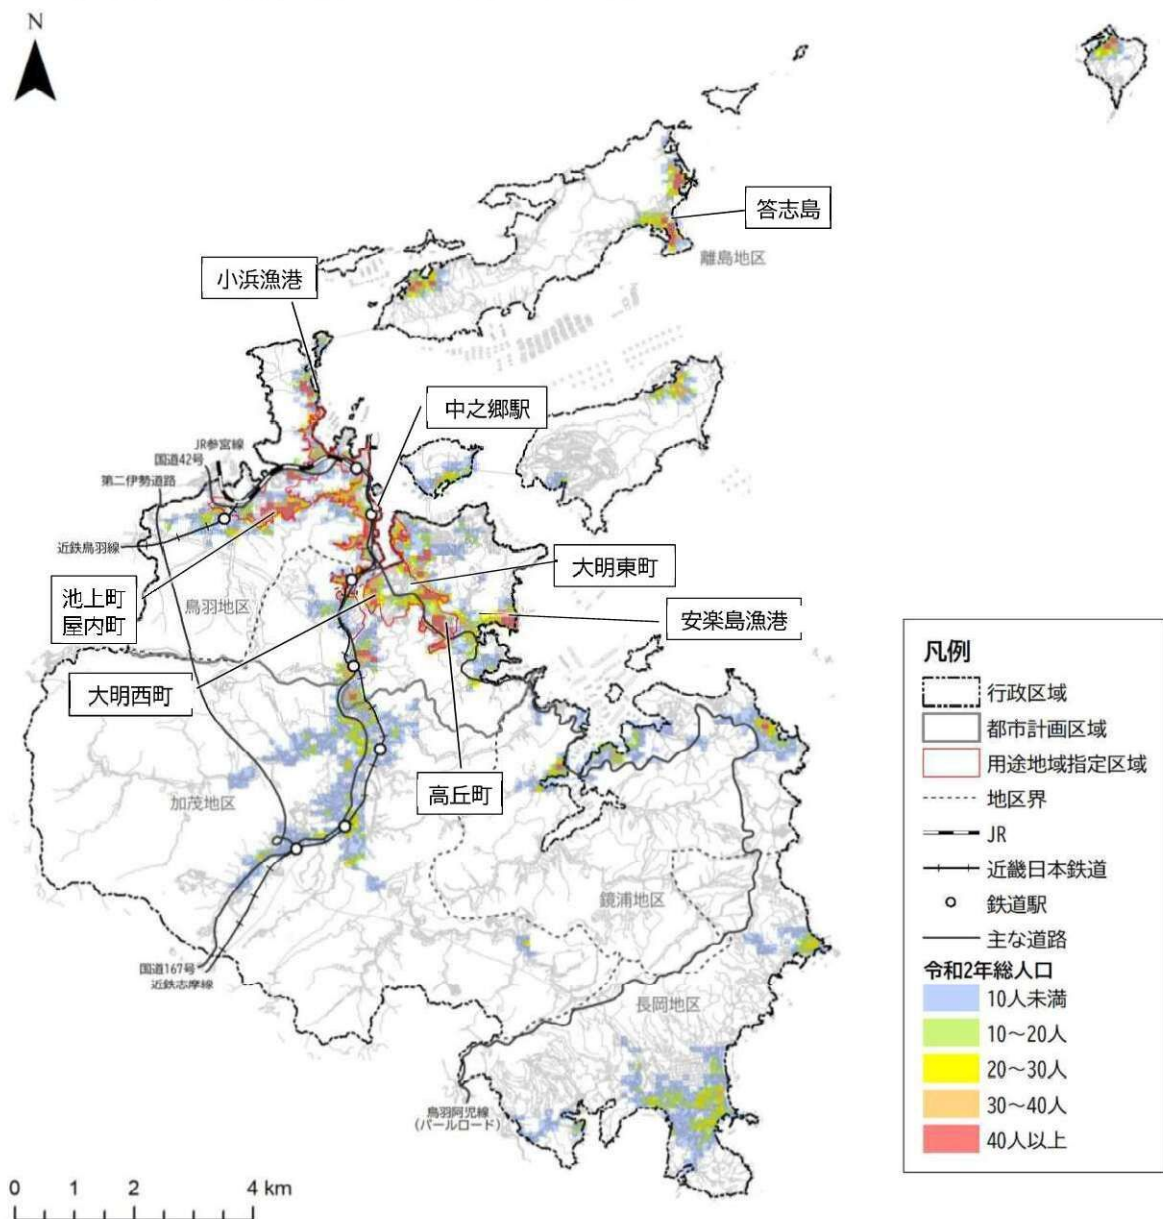 N
答志島
離島地区
小浜漁港
中之郷駅
JR参宮線
国道42号
第二伊勢道路
近鉄鳥羽線
大明東町
池上町
屋内町
鳥羽地区
安楽島漁港
大明西町
高丘町
加茂地区
鏡浦地区
国道167号
近鉄志摩線
長岡地区
鳥羽阿児線
(パールロード)
凡例
行政区域
都市計画区域
用途地域指定区域
地区界
JR
近畿日本鉄道
鉄道駅
主な道路
令和2年総人口
10人未満
10～20人
20～30人
30～40人
40人以上
0 1 2 4 km